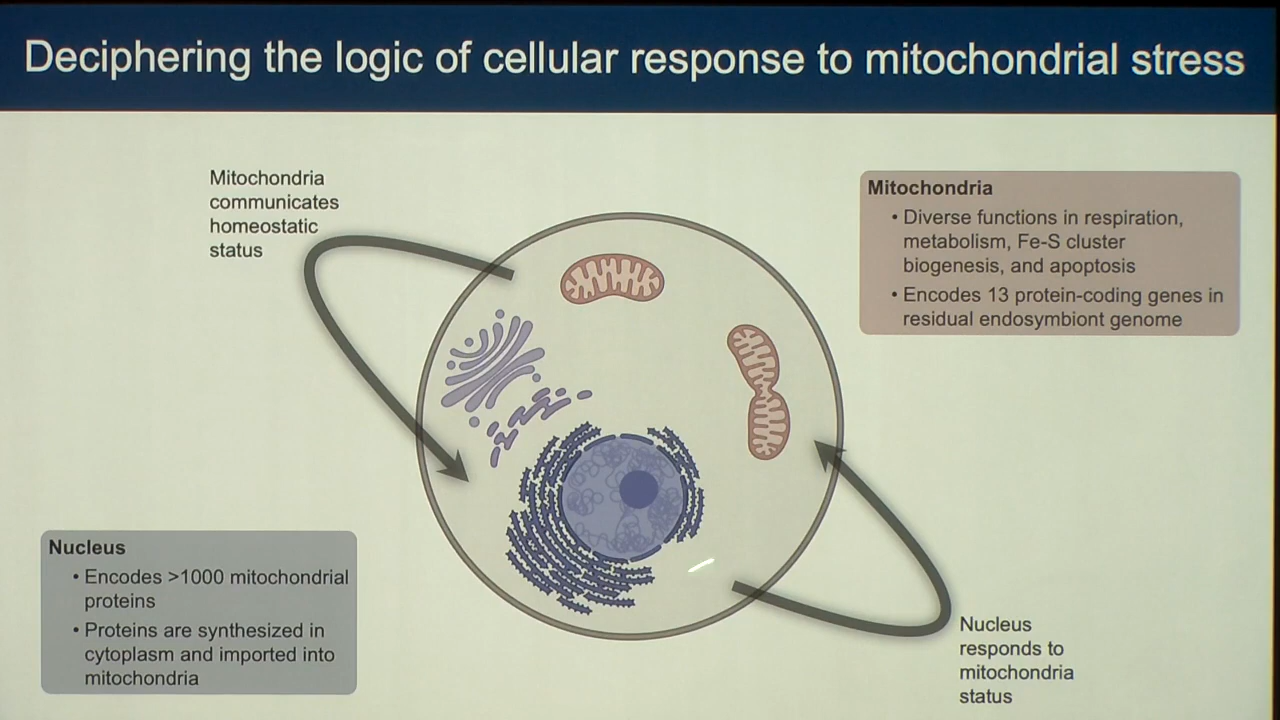 Deciphering the logic of cellular response to mitochondrial stress
Mitochondria
communicates
homeostatic
status
Mitochondria
• Diverse functions in respiration,
metabolism, Fe-S cluster
biogenesis, and apoptosis
• Encodes 13 protein-coding genes in
residual endosymbiont genome
Nucleus
• Encodes >1000 mitochondrial
proteins
• Proteins are synthesized in
cytoplasm and imported into
mitochondria
Nucleus
responds to
mitochondria
status